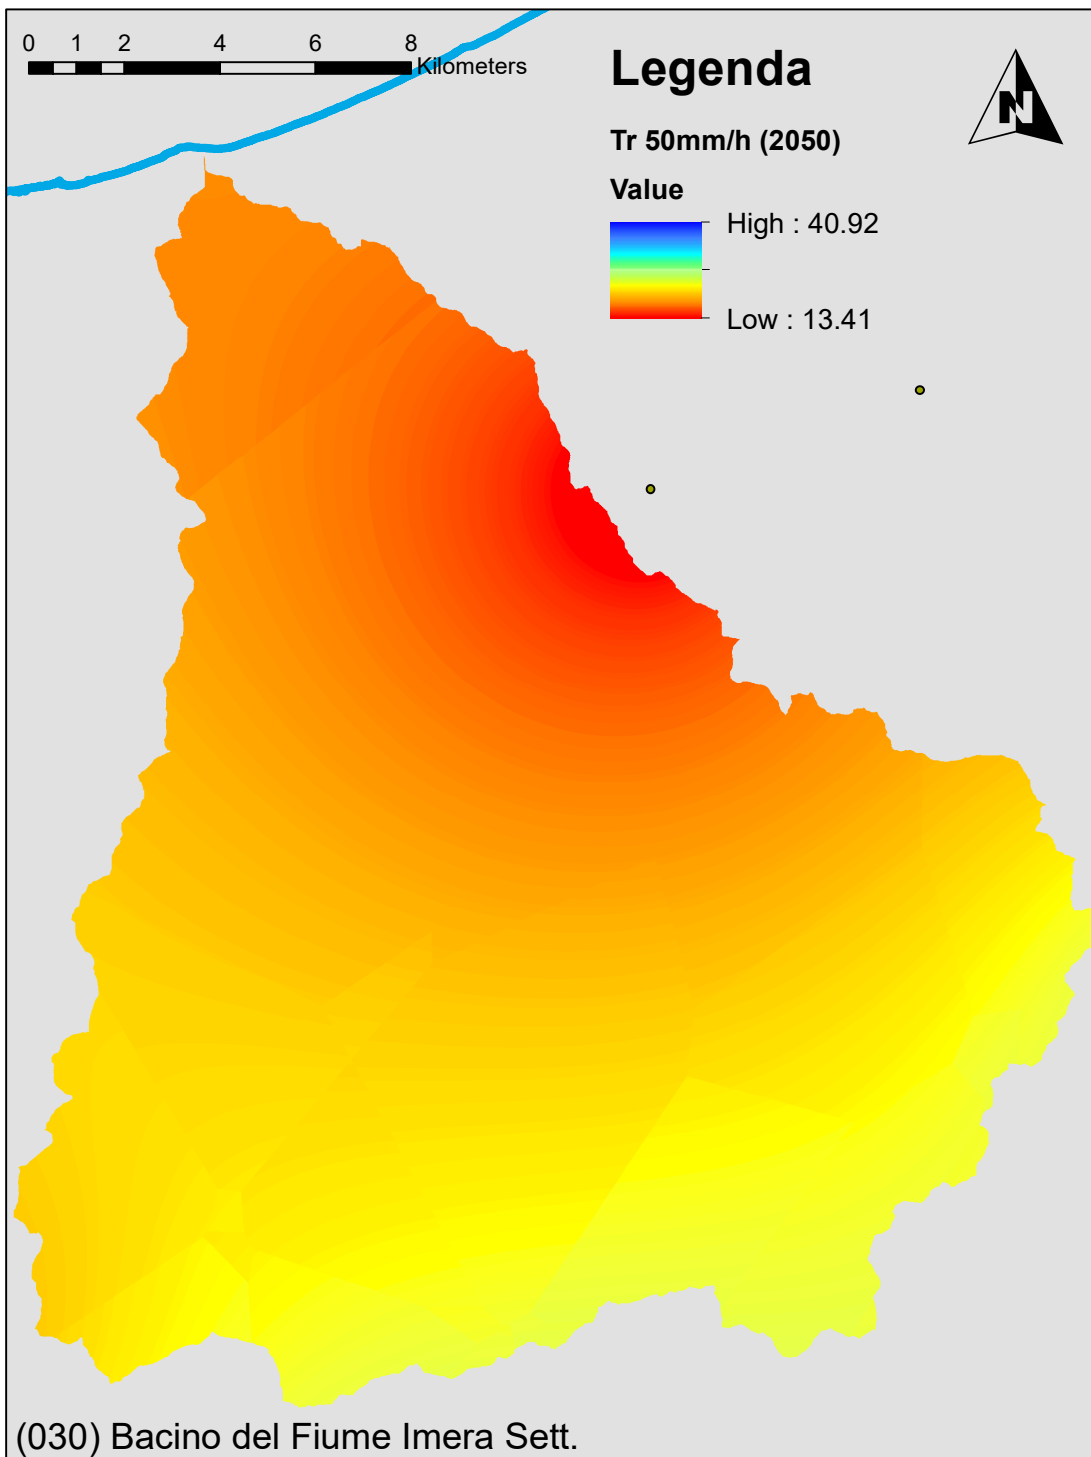 0 1 2 4 6 8
Kilometers
Legenda
N
Tr 50mm/h (2050)
Value
High : 40.92
Low : 13.41
(030) Bacino del Fiume Imera Sett.